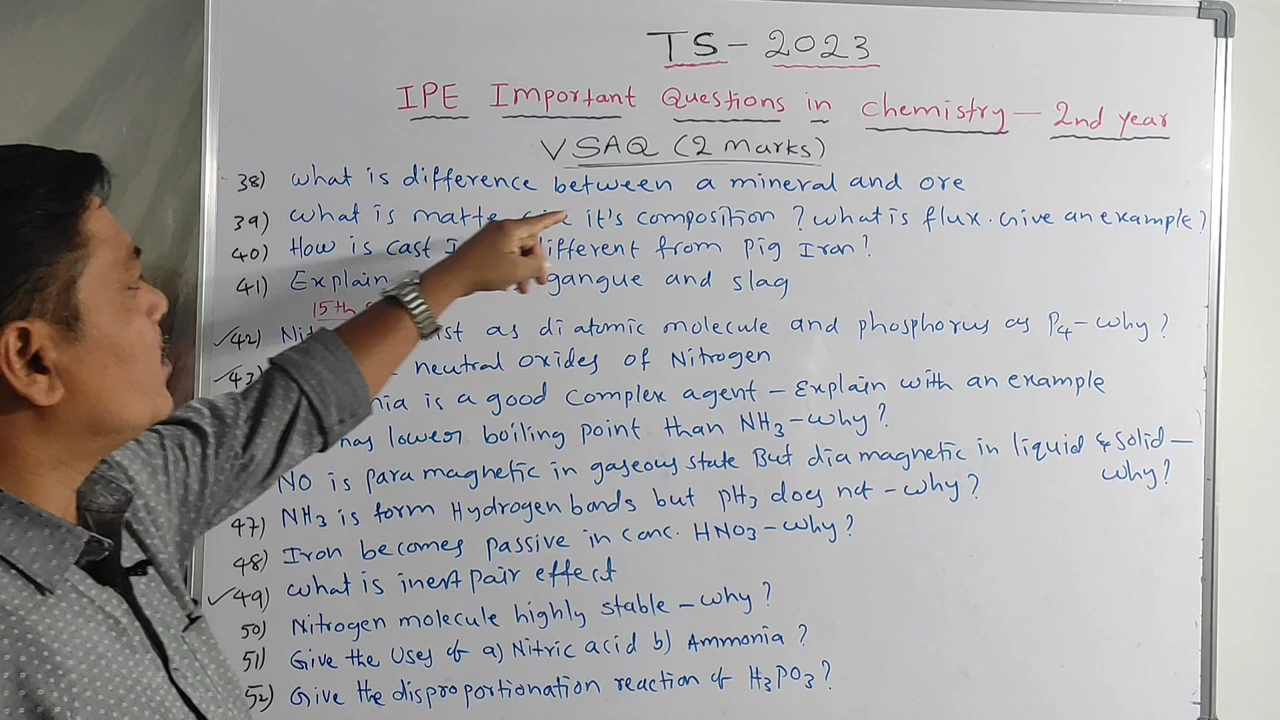 TS - 2023
IPE Important Questions in chemistry - 2nd year
VSAQ (2 marks)
38) what is difference between a mineral and ore
39) what is matte it's composition ? what is flux. Give an example?
40) How is cast different from Pig Iron?
41) Explain gangue and slag
15th
42) as diatomic molecule and phosphorus as P4 - why?
43) neutral oxides of Nitrogen
is a good complex agent - Explain with an example
has lower boiling point than NH3 - why?
NO is para magnetic in gaseous state But dia magnetic in liquid & solid - why?
47) NH3 is form Hydrogen bonds but PH3 does not - why?
48) Iron becomes passive in conc. HNO3 - why?
49) what is inert pair effect
50) Nitrogen molecule highly stable - why?
51) Give the Uses of a) Nitric acid b) Ammonia ?
52) Give the disproportionation reaction of H3PO3?